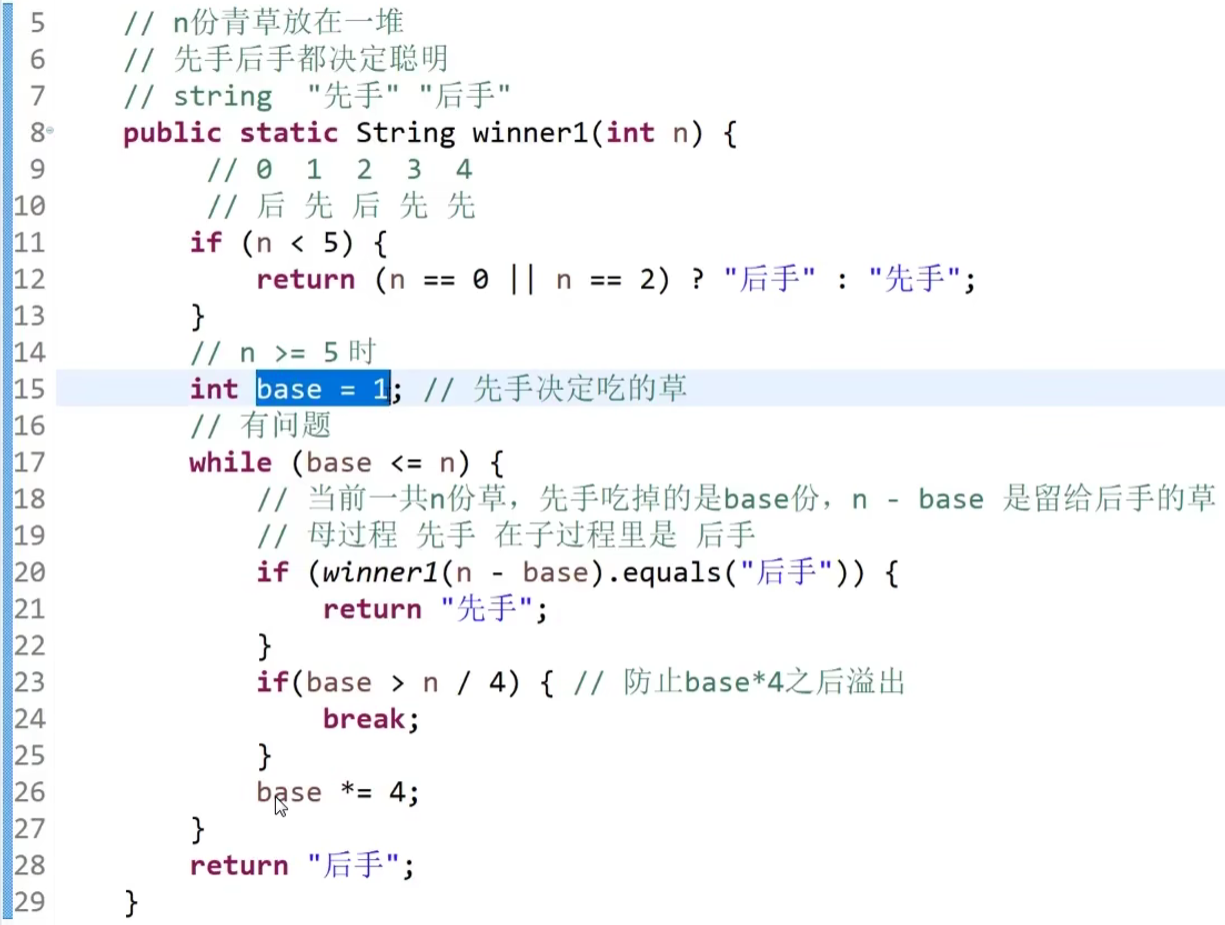 5 // n份青草放在一堆
6 // 先手后手都决定聪明
7 // string "先手" "后手"
8 public static String winner1(int n) {
9 // 0 1 2 3 4
10 // 后 先 后 先 先
11 if (n < 5) {
12 return (n == 0 || n == 2) ? "后手" : "先手";
13 }
14 // n >= 5 时
15 int base = 1; // 先手决定吃的草
16 // 有问题
17 while (base <= n) {
18 // 当前一共n份草，先手吃掉的是base份，n - base 是留给后手的草
19 // 母过程 先手 在子过程里是 后手
20 if (winner1(n - base).equals("后手")) {
21 return "先手";
22 }
23 if(base > n / 4) { // 防止base*4之后溢出
24 break;
25 }
26 base *= 4;
27 }
28 return "后手";
29 }